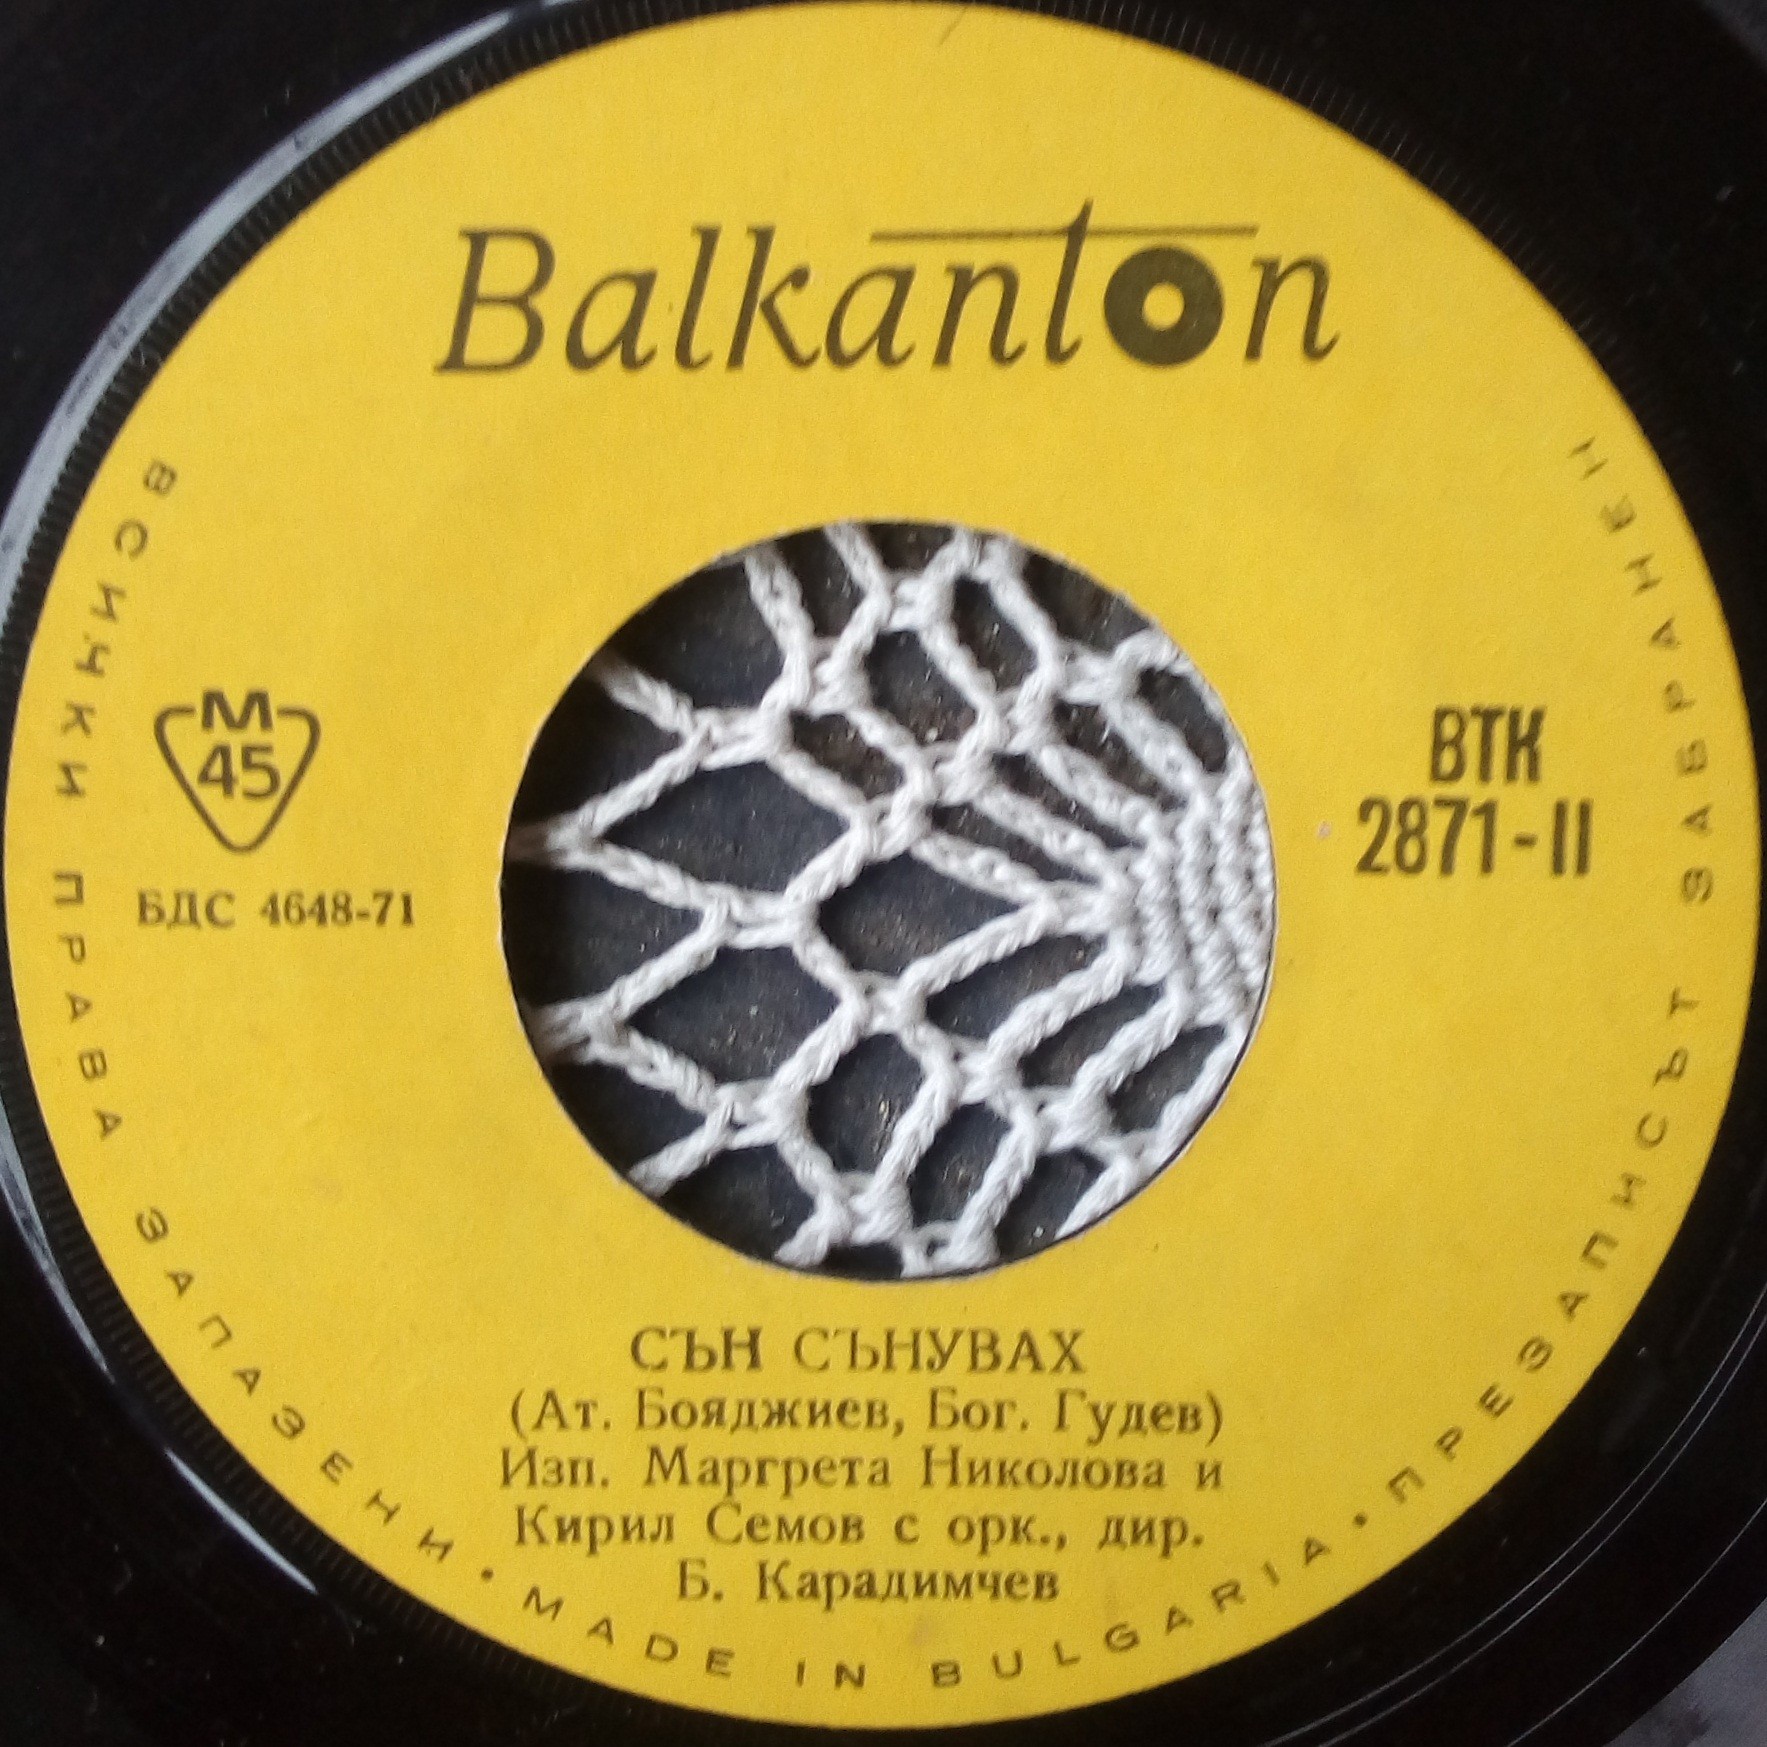 Balkanton
М
45
БДС 4648-71
ВТК
2871-II
СЪН СЪНУВАХ
(Ат. Бояджиев, Бог. Гудев)
Изп. Маргрета Николова и
Кирил Семов с орк., дир.
Б. Карадимчев
ВСИЧКИ ПРАВА ЗАПАЗЕНИ • MADE IN BULGARIA • ПРЕЗАПИСЪТ ЗАБРАНЕН